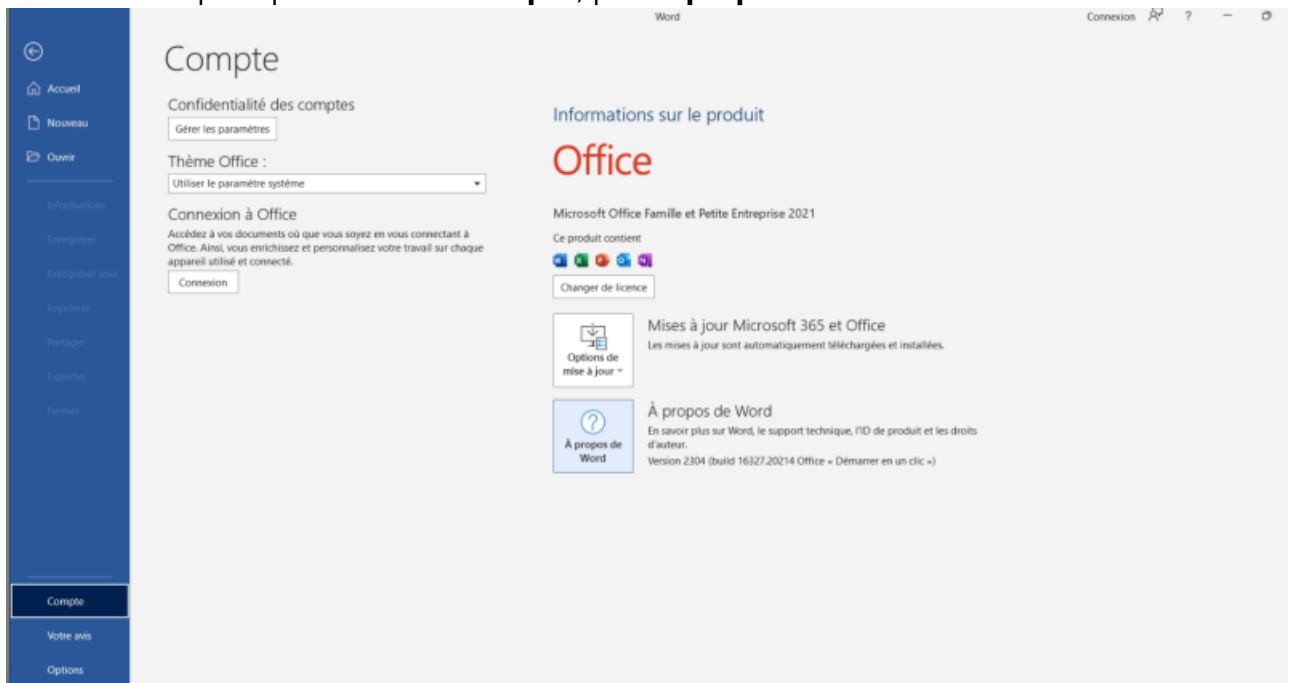 Word
Connexion
?
Compte
Accueil
Nouveau
Ouvrir
Informations
Enregistrer
Enregistrer sous
Imprimer
Partager
Exporter
Fermer
Compte
Votre avis
Options
Confidentialité des comptes
Gérer les paramètres
Thème Office :
Utiliser le paramètre système
Connexion à Office
Accédez à vos documents où que vous soyez en vous connectant à
Office. Ainsi, vous enrichissez et personnalisez votre travail sur chaque
appareil utilisé et connecté.
Connexion
Informations sur le produit
Office
Microsoft Office Famille et Petite Entreprise 2021
Ce produit contient
Changer de licence
Options de
mise à jour
Mises à jour Microsoft 365 et Office
Les mises à jour sont automatiquement téléchargées et installées.
À propos de
Word
À propos de Word
En savoir plus sur Word, le support technique, l'ID de produit et les droits
d'auteur.
Version 2304 (build 16327.20214 Office « Démarrer en un clic »)